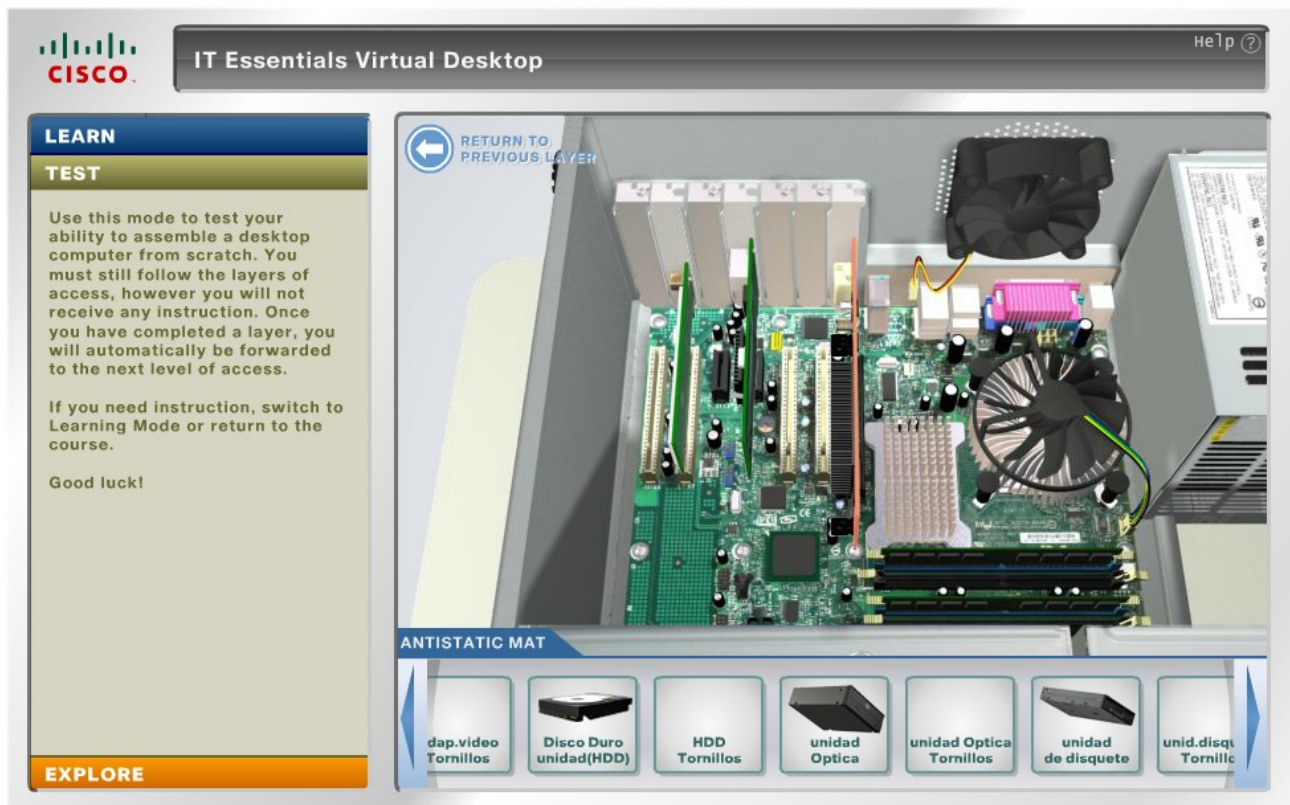 CISCO
IT Essentials Virtual Desktop
Help ?
LEARN
TEST
Use this mode to test your
ability to assemble a desktop
computer from scratch. You
must still follow the layers of
access, however you will not
receive any instruction. Once
you have completed a layer, you
will automatically be forwarded
to the next level of access.
If you need instruction, switch to
Learning Mode or return to the
course.
Good luck!
EXPLORE
RETURN TO
PREVIOUS LAYER
ANTISTATIC MAT
dap.video
Tornillos
Disco Duro
unidad(HDD)
HDD
Tornillos
unidad
Optica
unidad Optica
Tornillos
unidad
de disquete
unid.disqu
Tornillo